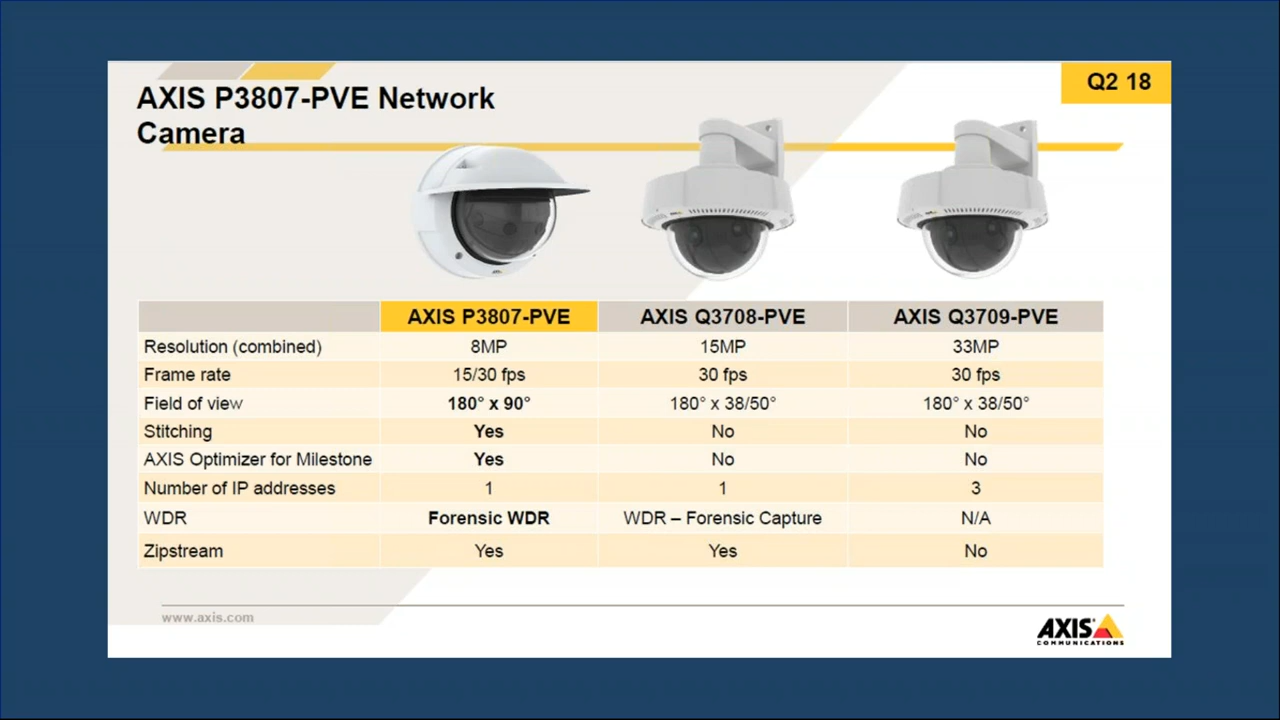 AXIS P3807-PVE Network
Camera
Q2 18
AXIS P3807-PVE AXIS Q3708-PVE AXIS Q3709-PVE
Resolution (combined) 8MP 15MP 33MP
Frame rate 15/30 fps 30 fps 30 fps
Field of view 180° x 90° 180° x 38/50° 180° x 38/50°
Stitching Yes No No
AXIS Optimizer for Milestone Yes No No
Number of IP addresses 1 1 3
WDR Forensic WDR WDR – Forensic Capture N/A
Zipstream Yes Yes No
www.axis.com
AXIS
COMMUNICATIONS